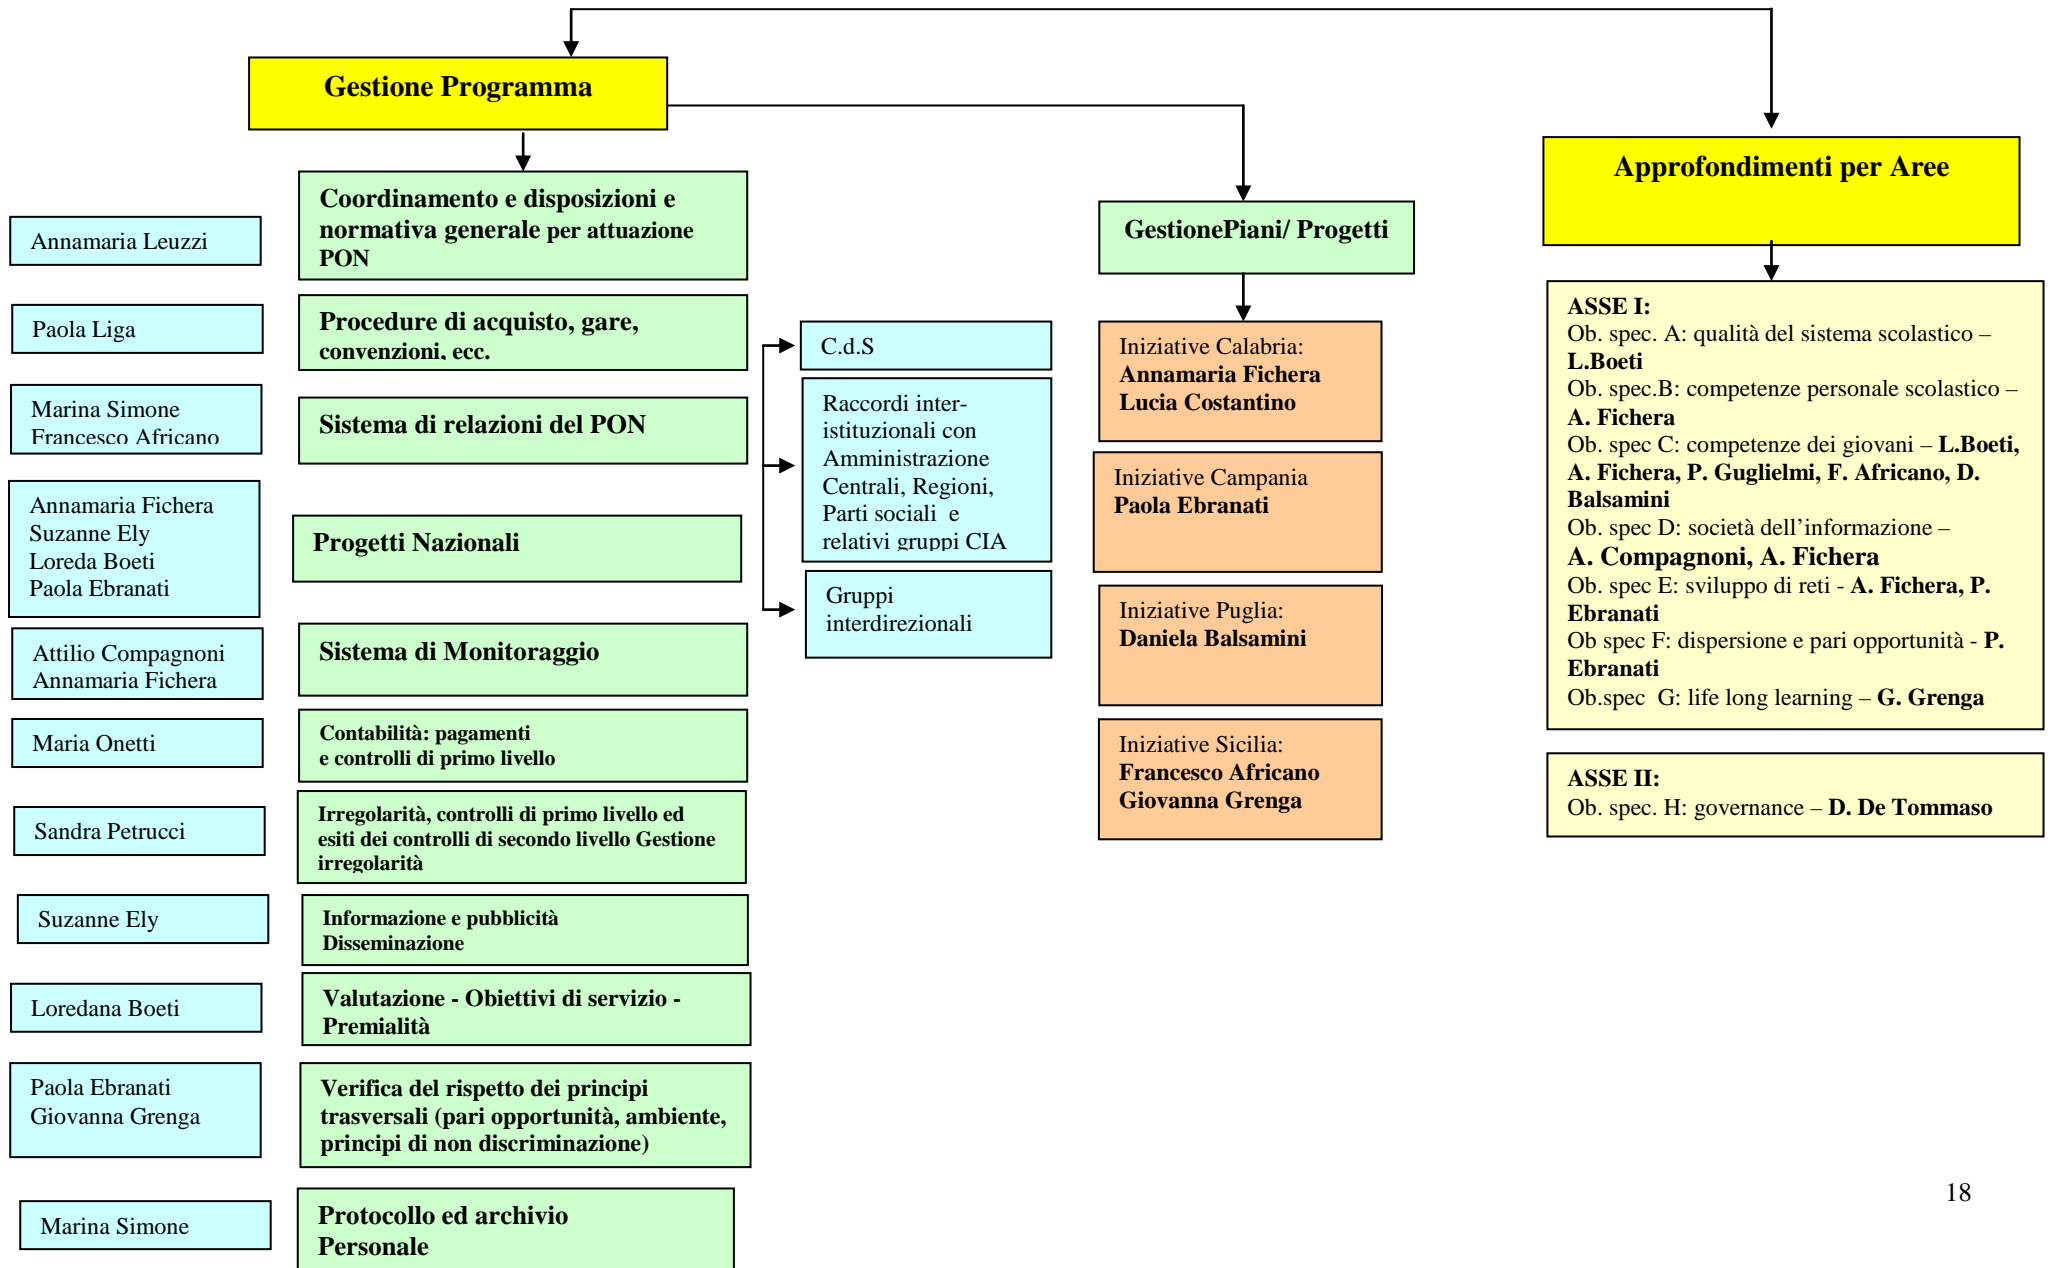 Gestione Programma
Approfondimenti per Aree
Annamaria Leuzzi
Coordinamento e disposizioni e
normativa generale per attuazione
PON
Paola Liga
Procedure di acquisto, gare,
convenzioni, ecc.
Marina Simone
Francesco Africano
Sistema di relazioni del PON
Annamaria Fichera
Suzanne Ely
Loreda Boeti
Paola Ebranati
Progetti Nazionali
Attilio Compagnoni
Annamaria Fichera
Sistema di Monitoraggio
Maria Onetti
Contabilità: pagamenti
e controlli di primo livello
Sandra Petrucci
Irregolarità, controlli di primo livello ed
esiti dei controlli di secondo livello Gestione
irregolarità
Suzanne Ely
Informazione e pubblicità
Disseminazione
Loredana Boeti
Valutazione - Obiettivi di servizio -
Premialità
Paola Ebranati
Giovanna Grenga
Verifica del rispetto dei principi
trasversali (pari opportunità, ambiente,
principi di non discriminazione)
Marina Simone
Protocollo ed archivio
Personale
C.d.S
Raccordi inter-
istituzionali con
Amministrazione
Centrali, Regioni,
Parti sociali e
relativi gruppi CIA
Gruppi
interdirezionali
GestionePiani/ Progetti
Iniziative Calabria:
Annamaria Fichera
Lucia Costantino
Iniziative Campania
Paola Ebranati
Iniziative Puglia:
Daniela Balsamini
Iniziative Sicilia:
Francesco Africano
Giovanna Grenga
ASSE I:
Ob. spec. A: qualità del sistema scolastico –
L.Boeti
Ob. spec.B: competenze personale scolastico –
A. Fichera
Ob. spec C: competenze dei giovani – L.Boeti,
A. Fichera, P. Guglielmi, F. Africano, D.
Balsamini
Ob. spec D: società dell’informazione –
A. Compagnoni, A. Fichera
Ob. spec E: sviluppo di reti - A. Fichera, P.
Ebranati
Ob spec F: dispersione e pari opportunità - P.
Ebranati
Ob.spec G: life long learning – G. Grenga
ASSE II:
Ob. spec. H: governance – D. De Tommaso
18